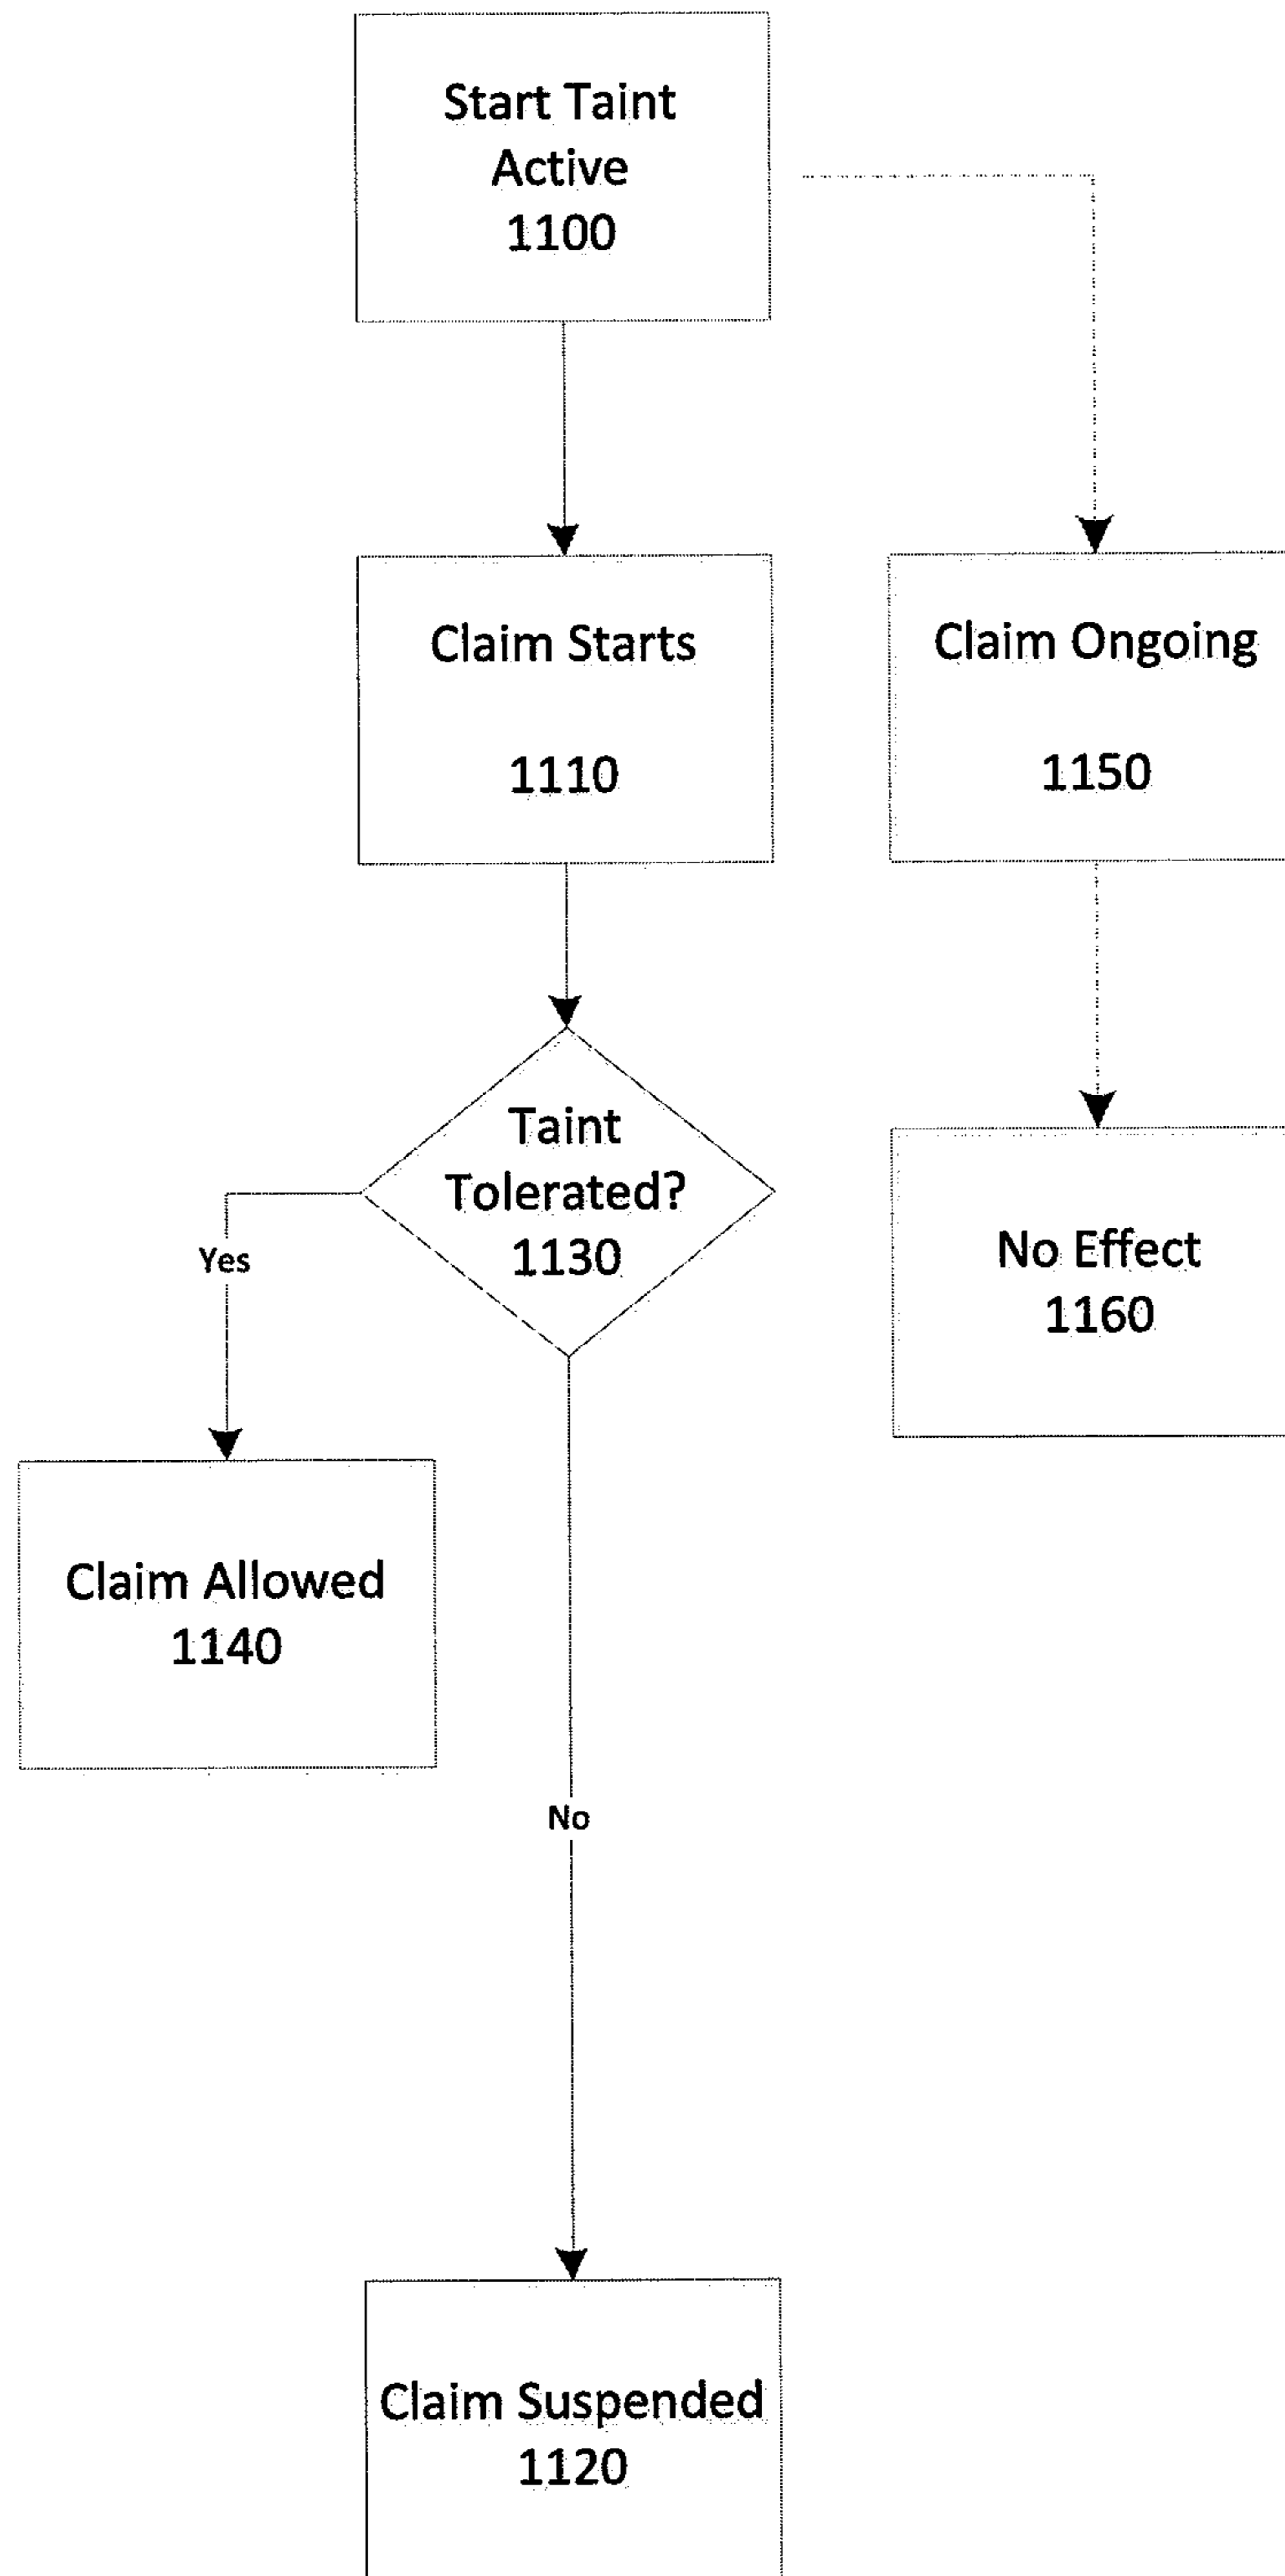 Start Taint
Active
1100
Claim Starts
1110
Claim Ongoing
1150
Taint
Tolerated?
1130
Yes
No Effect
1160
Claim Allowed
1140
No
Claim Suspended
1120